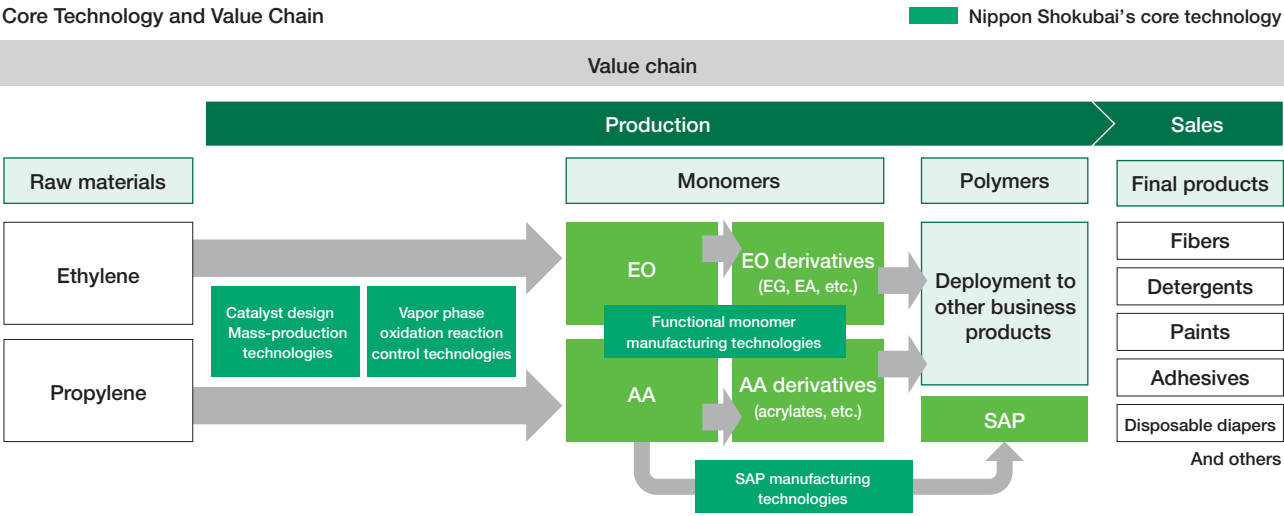 Core Technology and Value Chain
Nippon Shokubai's core technology
Value chain
Production
Sales
Raw materials
Monomers
Polymers
Final products
Ethylene
Propylene
Catalyst design
Mass-production
technologies
Vapor phase
oxidation reaction
control technologies
EO
EO derivatives
(EG, EA, etc.)
Functional monomer
manufacturing technologies
AA
AA derivatives
(acrylates, etc.)
SAP manufacturing
technologies
Deployment to
other business
products
SAP
Fibers
Detergents
Paints
Adhesives
Disposable diapers
And others